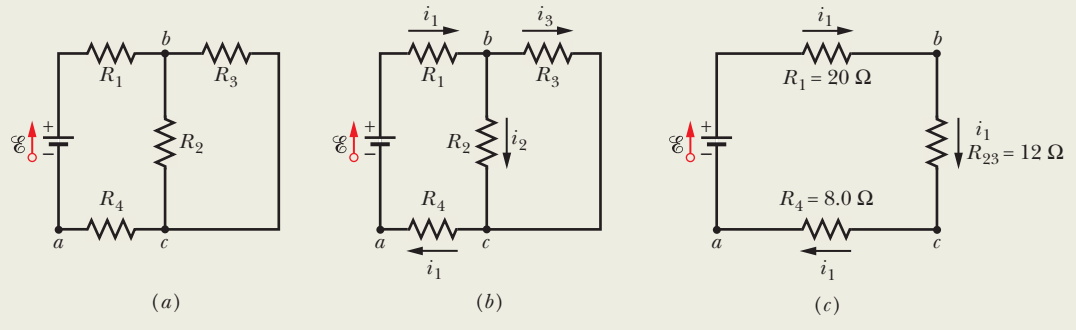 b
R1
R3
+
ℰ
−
R2
R4
a
c
(a)
i1
i3
b
R1
R3
+
ℰ
−
R2
i2
R4
a
c
i1
(b)
i1
b
R1 = 20 Ω
+
ℰ
−
i1
R23 = 12 Ω
R4 = 8.0 Ω
a
c
i1
(c)